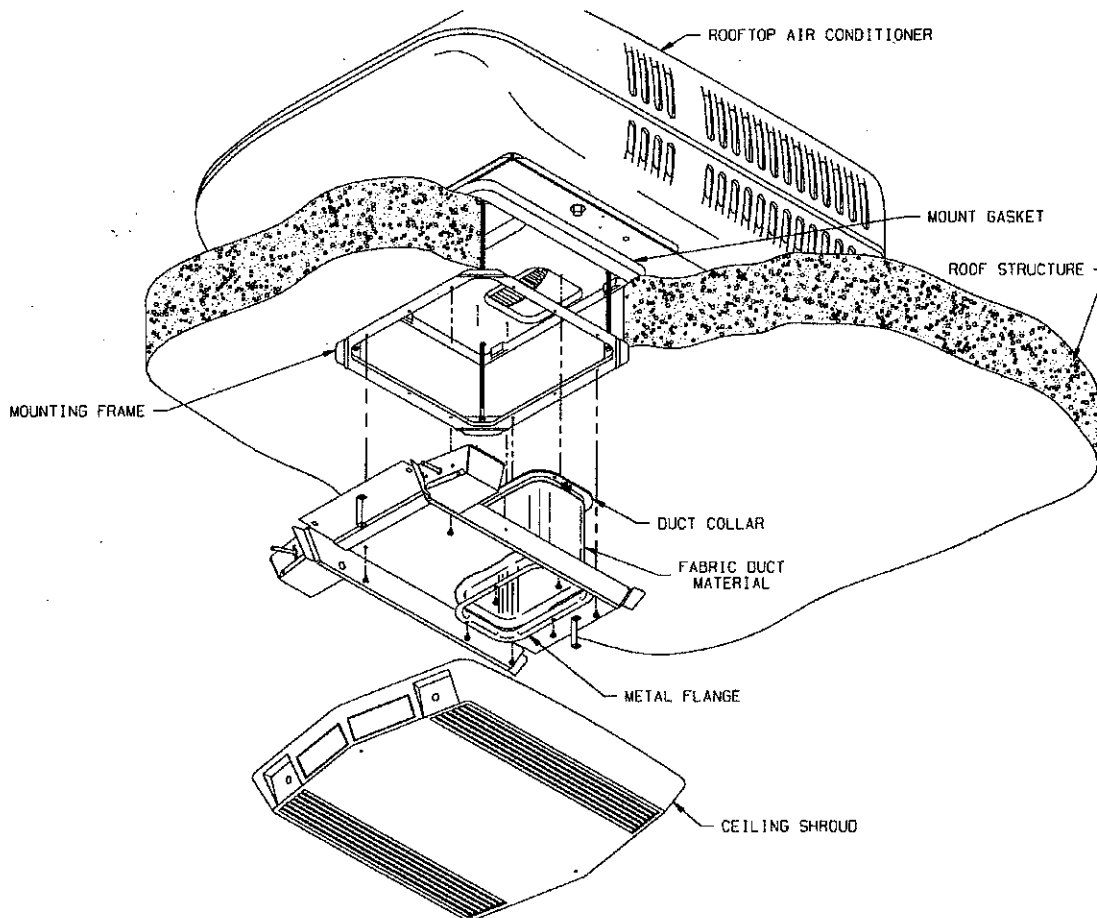 ROOFTOP AIR CONDITIONER
MOUNT GASKET
ROOF STRUCTURE
MOUNTING FRAME
DUCT COLLAR
FABRIC DUCT
MATERIAL
METAL FLANGE
CEILING SHROUD